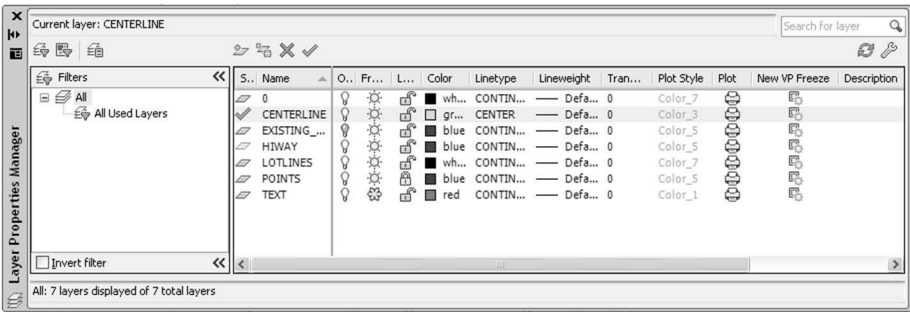 Current layer: CENTERLINE
Search for layer
Filters
S.. Name O.. Fr... L... Color Linetype Lineweight Tran... Plot Style Plot New VP Freeze Description
All
All Used Layers
0 wh... CONTIN... Defa... 0 Color_7
CENTERLINE gr... CENTER Defa... 0 Color_3
EXISTING_... blue CONTIN... Defa... 0 Color_5
HIWAY blue CONTIN... Defa... 0 Color_5
LOTLINES wh... CONTIN... Defa... 0 Color_7
POINTS blue CONTIN... Defa... 0 Color_5
TEXT red CONTIN... Defa... 0 Color_1
Invert filter
All: 7 layers displayed of 7 total layers
Layer Properties Manager